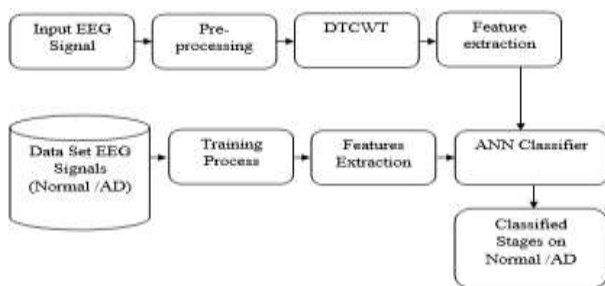 Input EEG
Signal
Pre-
processing
DTCWT
Feature
extraction
Data Set EEG
Signals
(Normal /AD)
Training
Process
Features
Extraction
ANN Classifier
Classified
Stages on
Normal /AD